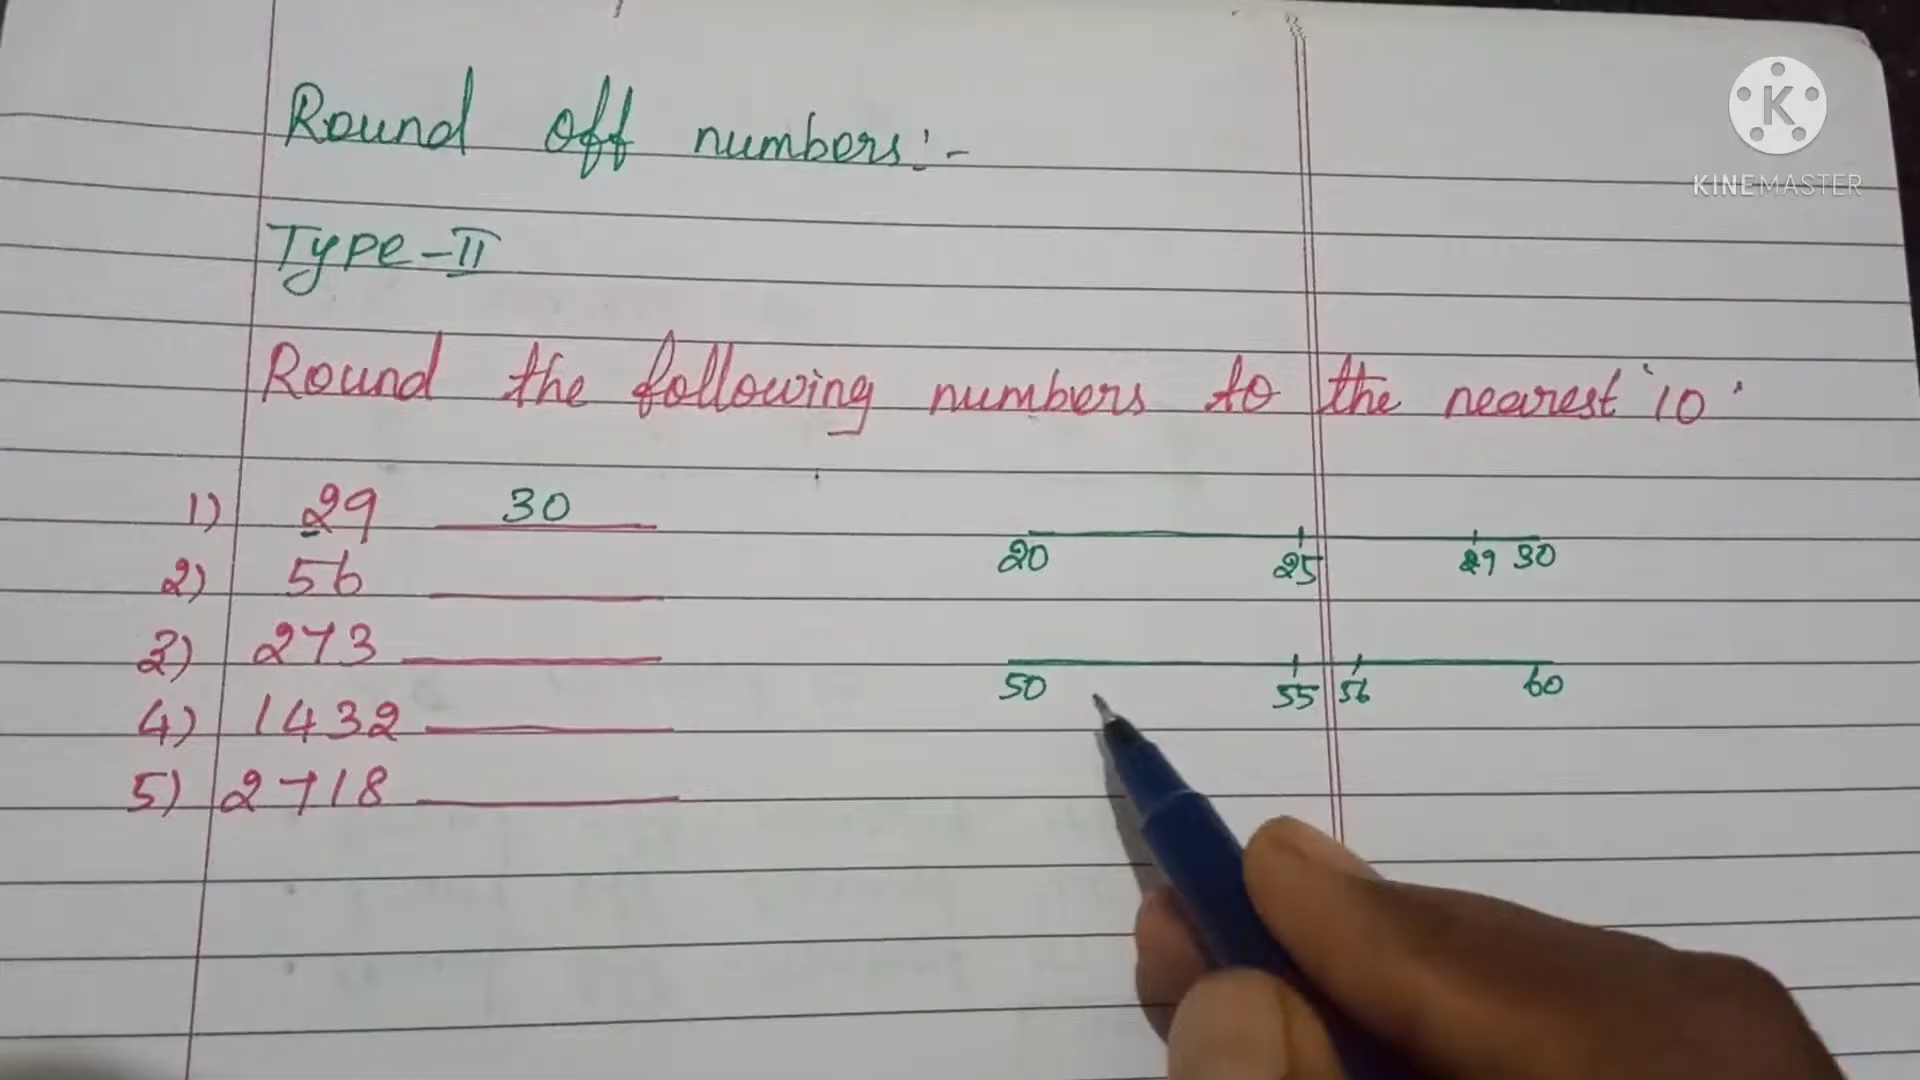 Round off numbers:-
KINEMASTER
Type-II
Round the following numbers to the nearest '10'
1) 29 30
2) 56
3) 273
4) 1432
5) 2718
20 25 29 30
50 55 56 60